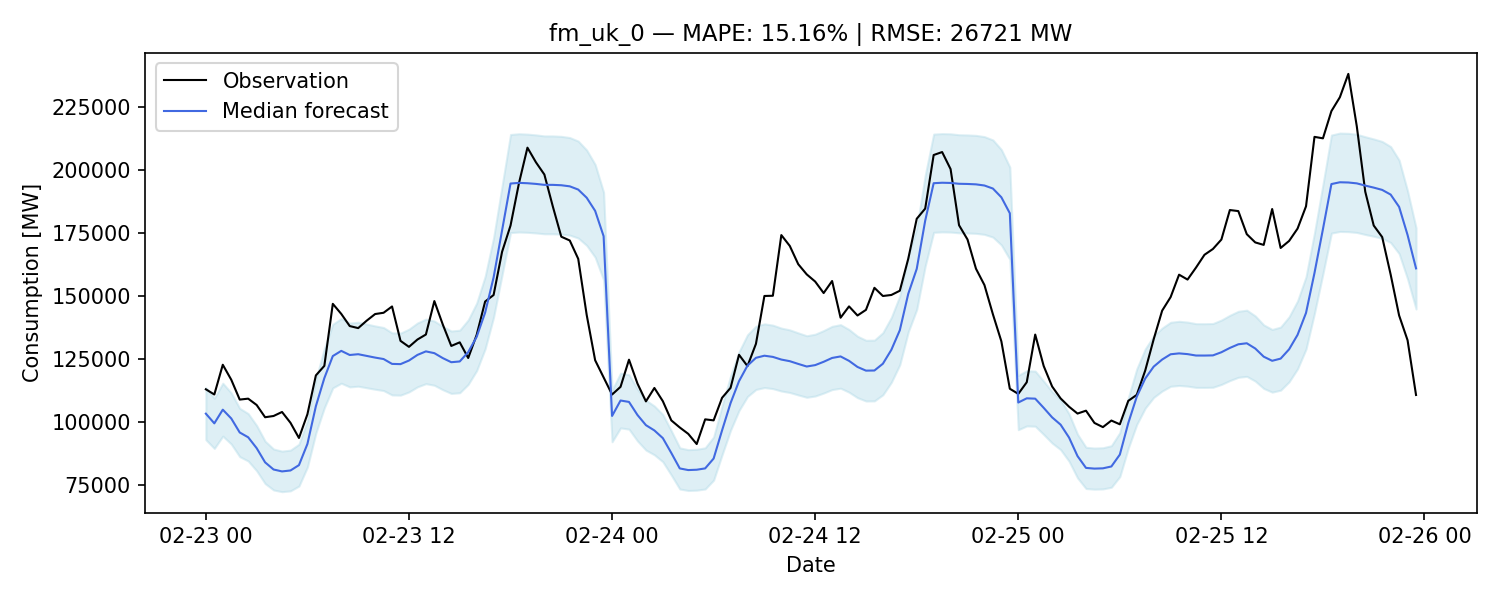 fm_uk_0 — MAPE: 15.16% | RMSE: 26721 MW
Observation
Median forecast
Consumption [MW]
225000
200000
175000
150000
125000
100000
75000
02-23 00
02-23 12
02-24 00
02-24 12
02-25 00
02-25 12
02-26 00
Date